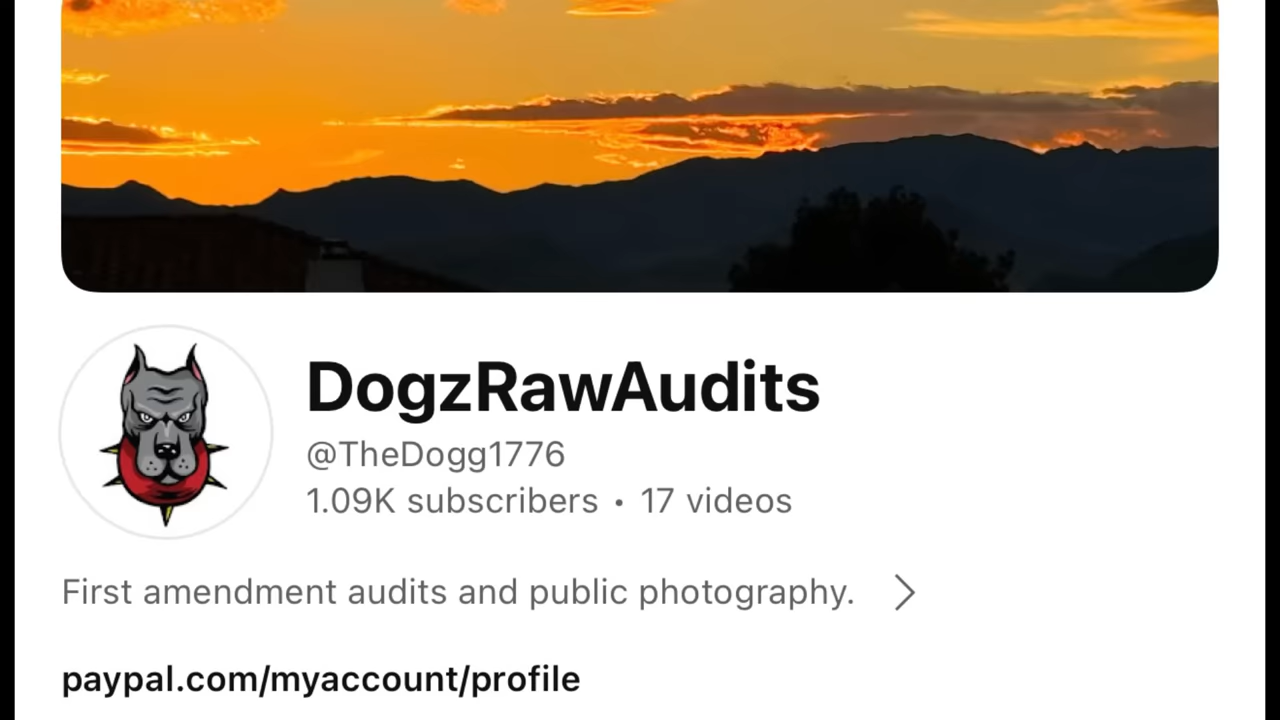 DogzRawAudits
@TheDogg1776
1.09K subscribers • 17 videos
First amendment audits and public photography.
paypal.com/myaccount/profile